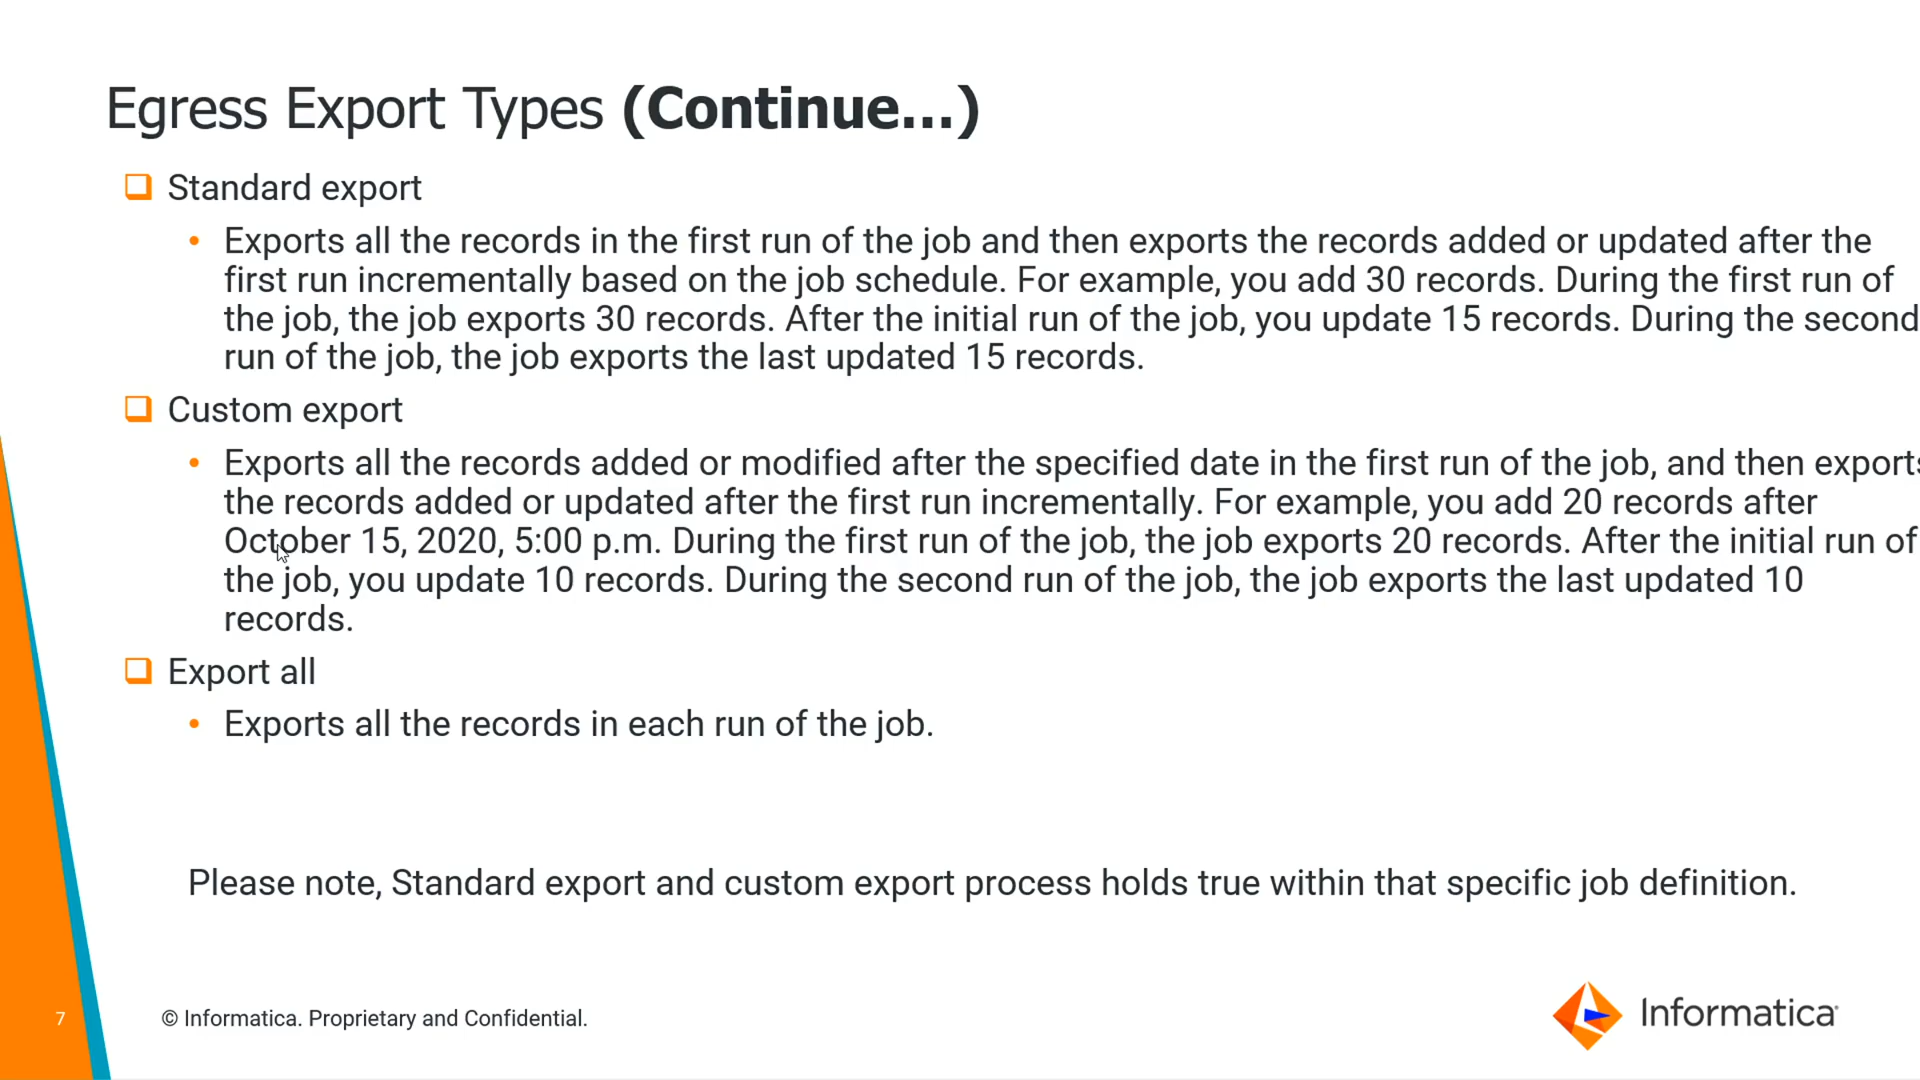 Egress Export Types (Continue...)
Standard export
• Exports all the records in the first run of the job and then exports the records added or updated after the
first run incrementally based on the job schedule. For example, you add 30 records. During the first run of
the job, the job exports 30 records. After the initial run of the job, you update 15 records. During the second
run of the job, the job exports the last updated 15 records.
Custom export
• Exports all the records added or modified after the specified date in the first run of the job, and then exports
the records added or updated after the first run incrementally. For example, you add 20 records after
October 15, 2020, 5:00 p.m. During the first run of the job, the job exports 20 records. After the initial run of
the job, you update 10 records. During the second run of the job, the job exports the last updated 10
records.
Export all
• Exports all the records in each run of the job.
Please note, Standard export and custom export process holds true within that specific job definition.
7
© Informatica. Proprietary and Confidential.
Informatica